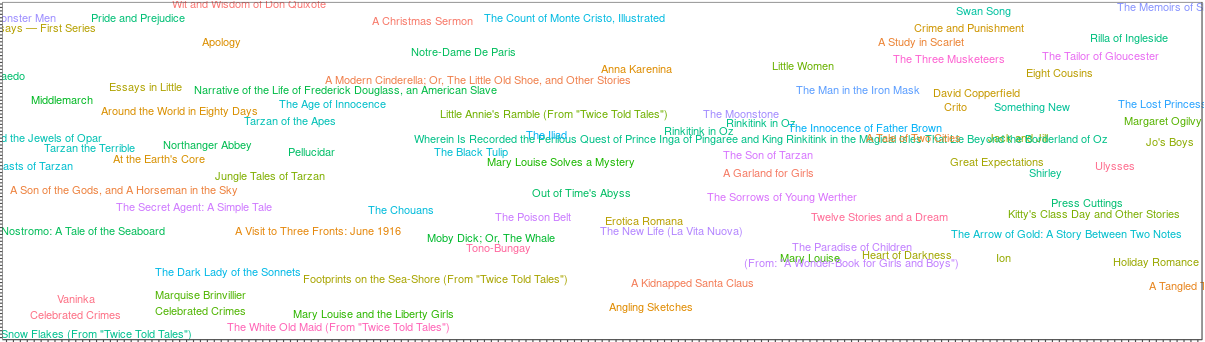 Wit and Wisdom of Don Quixote
onster Men
Pride and Prejudice
A Christmas Sermon
The Count of Monte Cristo, Illustrated
Swan Song
The Memoirs of S
ays — First Series
Crime and Punishment
Rilla of Ingleside
Apology
A Study in Scarlet
Notre-Dame De Paris
The Three Musketeers
The Tailor of Gloucester
aedo
Anna Karenina
Little Women
Eight Cousins
A Modern Cinderella; Or, The Little Old Shoe, and Other Stories
Essays in Little
Narrative of the Life of Frederick Douglass, an American Slave
The Man in the Iron Mask
David Copperfield
Middlemarch
The Age of Innocence
Crito
Something New
The Lost Princess
Around the World in Eighty Days
Little Annie's Ramble (From "Twice Told Tales")
The Moonstone
Tarzan of the Apes
Rinkitink in Oz
Margaret Ogilvy
Rinkitink in Oz
The Innocence of Father Brown
d the Jewels of Opar
The Iliad
Wherein Is Recorded the Perilous Quest of Prince Inga of Pingaree and King Rinkitink in the Magical Isles That Lie Beyond the Borderland of Oz
A Tale of Two Cities
Jack and Jill
Jo's Boys
Tarzan the Terrible
Northanger Abbey
Pellucidar
The Black Tulip
The Son of Tarzan
At the Earth's Core
Mary Louise Solves a Mystery
Great Expectations
Ulysses
asts of Tarzan
A Garland for Girls
Shirley
Jungle Tales of Tarzan
A Son of the Gods, and A Horseman in the Sky
Out of Time's Abyss
The Sorrows of Young Werther
Press Cuttings
The Secret Agent: A Simple Tale
The Chouans
The Poison Belt
Erotica Romana
Twelve Stories and a Dream
Kitty's Class Day and Other Stories
Nostromo: A Tale of the Seaboard
A Visit to Three Fronts: June 1916
Moby Dick; Or, The Whale
The New Life (La Vita Nuova)
The Arrow of Gold: A Story Between Two Notes
Tono-Bungay
The Paradise of Children
(From: "A Wonder-Book for Girls and Boys")
Mary Louise
Heart of Darkness
Ion
Holiday Romance
The Dark Lady of the Sonnets
Footprints on the Sea-Shore (From "Twice Told Tales")
A Kidnapped Santa Claus
A Tangled T
Vaninka
Marquise Brinvillier
Angling Sketches
Celebrated Crimes
Celebrated Crimes
Mary Louise and the Liberty Girls
The White Old Maid (From "Twice Told Tales")
Snow Flakes (From "Twice Told Tales")